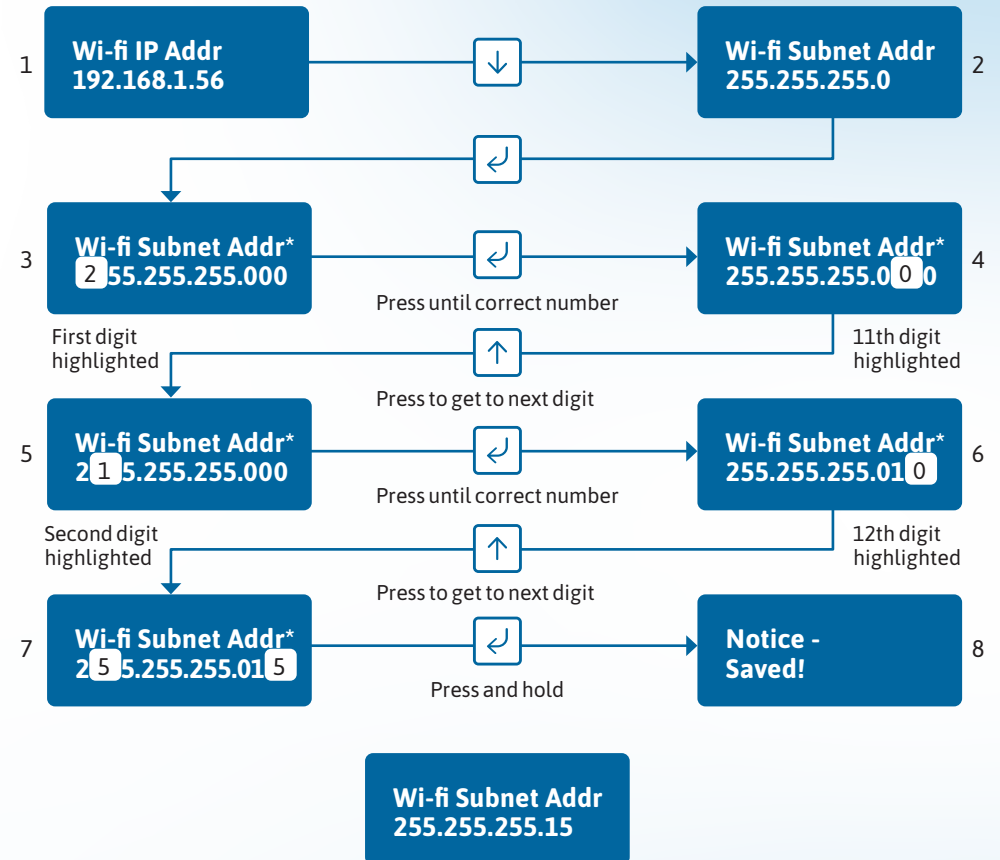 1
Wi-fi IP Addr
192.168.1.56
Wi-fi Subnet Addr
255.255.255.0
2
3
Wi-fi Subnet Addr*
255.255.255.000
First digit
highlighted
Press until correct number
Wi-fi Subnet Addr*
255.255.255.000
4
11th digit
highlighted
Press to get to next digit
5
Wi-fi Subnet Addr*
215.255.255.000
Second digit
highlighted
Press until correct number
Wi-fi Subnet Addr*
255.255.255.010
6
12th digit
highlighted
Press to get to next digit
7
Wi-fi Subnet Addr*
255.255.255.015
Press and hold
Notice -
Saved!
8
Wi-fi Subnet Addr
255.255.255.15